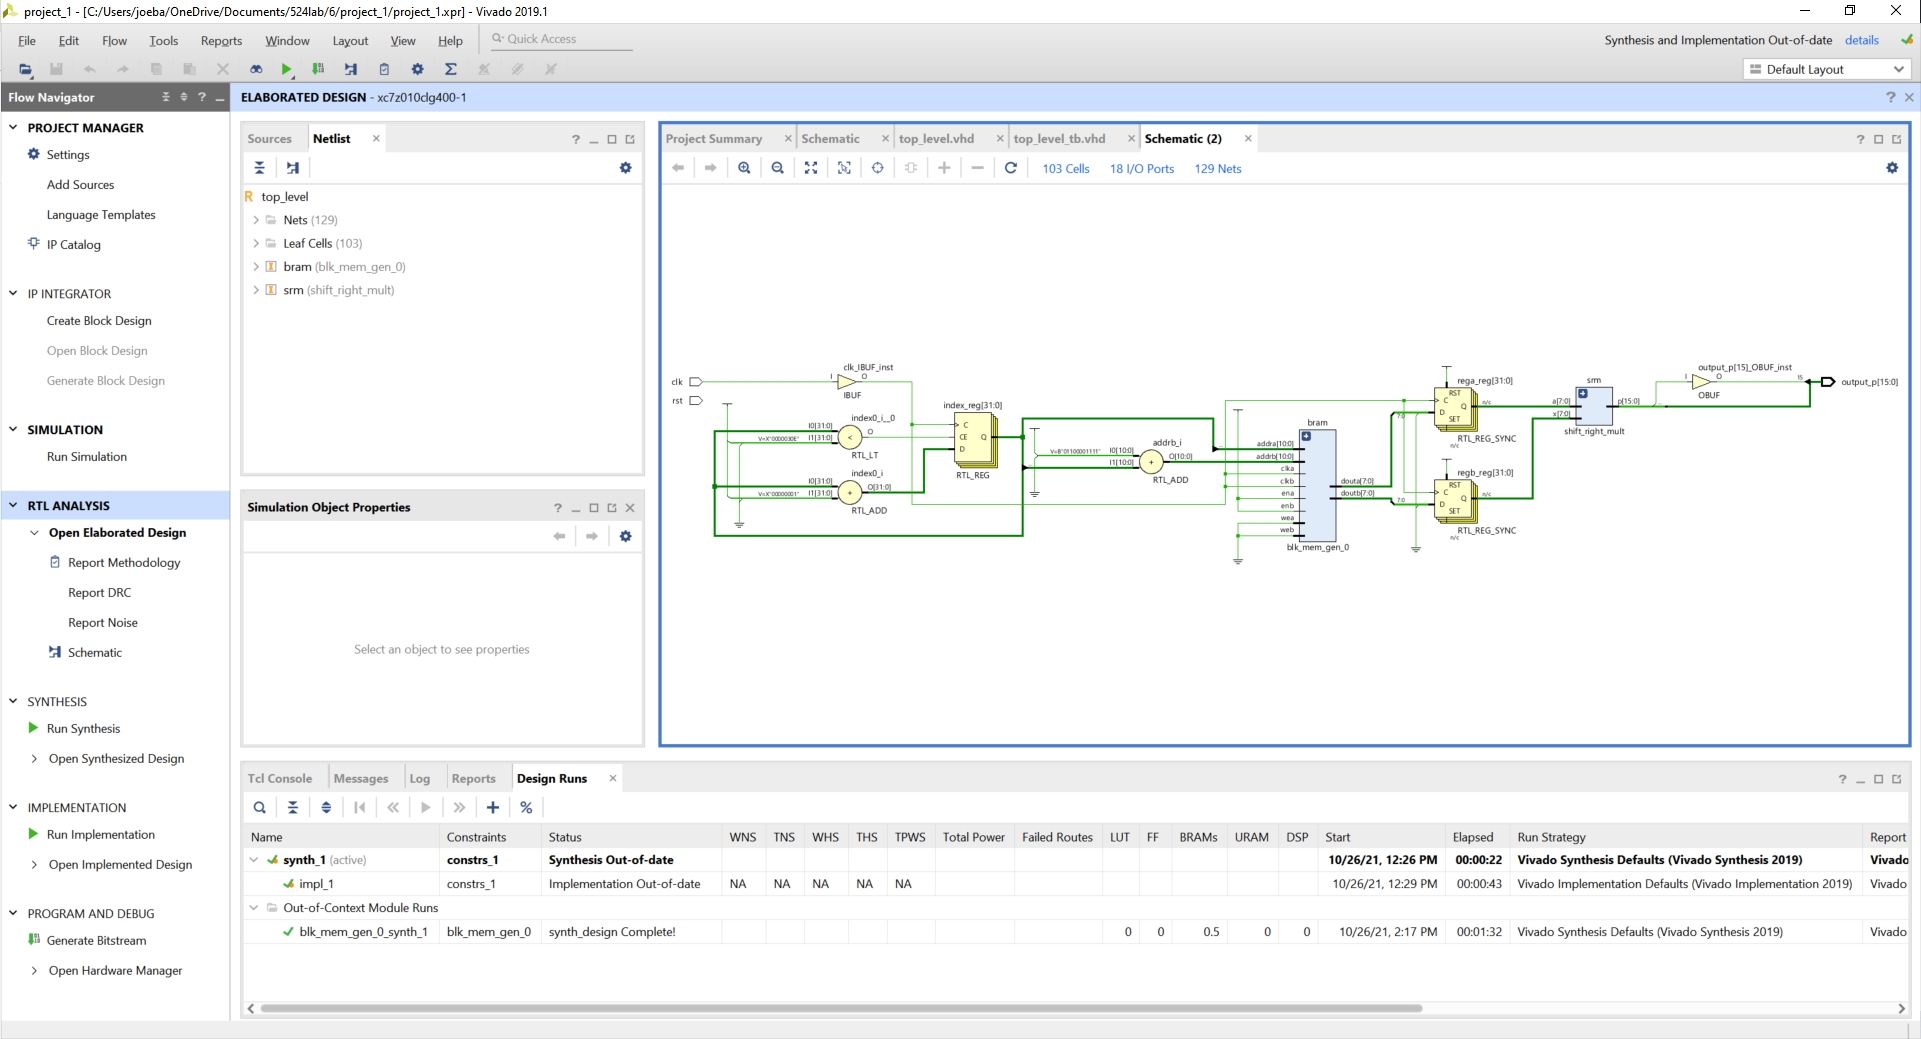 project_1 - [C:/Users/joeba/OneDrive/Documents/524lab/6/project_1/project_1.xpr] - Vivado 2019.1
File Edit Flow Tools Reports Window Layout View Help Quick Access
Synthesis and Implementation Out-of-date details
Default Layout
Flow Navigator
PROJECT MANAGER
Settings
Add Sources
Language Templates
IP Catalog
IP INTEGRATOR
Create Block Design
Open Block Design
Generate Block Design
SIMULATION
Run Simulation
RTL ANALYSIS
Open Elaborated Design
Report Methodology
Report DRC
Report Noise
Schematic
SYNTHESIS
Run Synthesis
Open Synthesized Design
IMPLEMENTATION
Run Implementation
Open Implemented Design
PROGRAM AND DEBUG
Generate Bitstream
Open Hardware Manager
ELABORATED DESIGN - xc7z010clg400-1
Sources Netlist
R top_level
Nets (129)
Leaf Cells (103)
bram (blk_mem_gen_0)
srm (shift_right_mult)
Simulation Object Properties
Select an object to see properties
Project Summary Schematic top_level.vhd top_level_tb.vhd Schematic (2)
103 Cells 18 I/O Ports 129 Nets
clk
rst
clk_IBUF_inst
I O
IBUF
index0_i__0
I0[31:0]
V=X"0000030E" I1[31:0]
O
<
RTL_LT
index0_i
I0[31:0]
V=X"00000001" I1[31:0]
O[31:0]
+
RTL_ADD
index_reg[31:0]
C
CE Q
D
RTL_REG
addrb_i
V=B"01100001111" I0[10:0]
I1[10:0]
O[10:0]
+
RTL_ADD
bram
addra[10:0]
addrb[10:0]
clka
clkb
ena
enb
wea
web
douta[7:0]
doutb[7:0]
blk_mem_gen_0
rega_reg[31:0]
RST
C
Q n/c
7:0 D
SET
RTL_REG_SYNC
n/c
regb_reg[31:0]
RST
C
Q n/c
7:0 D
SET
RTL_REG_SYNC
n/c
srm
a[7:0]
x[7:0]
p[15:0]
shift_right_mult
output_p[15]_OBUF_inst
I O
OBUF
15
output_p[15:0]
Tcl Console Messages Log Reports Design Runs
Name Constraints Status WNS TNS WHS THS TPWS Total Power Failed Routes LUT FF BRAMs URAM DSP Start Elapsed Run Strategy Report
synth_1 (active) constrs_1 Synthesis Out-of-date 10/26/21, 12:26 PM 00:00:22 Vivado Synthesis Defaults (Vivado Synthesis 2019) Vivado
impl_1 constrs_1 Implementation Out-of-date NA NA NA NA NA 10/26/21, 12:29 PM 00:00:43 Vivado Implementation Defaults (Vivado Implementation 2019) Vivado
Out-of-Context Module Runs
blk_mem_gen_0_synth_1 blk_mem_gen_0 synth_design Complete! 0 0 0.5 0 0 10/26/21, 2:17 PM 00:01:32 Vivado Synthesis Defaults (Vivado Synthesis 2019) Vivado